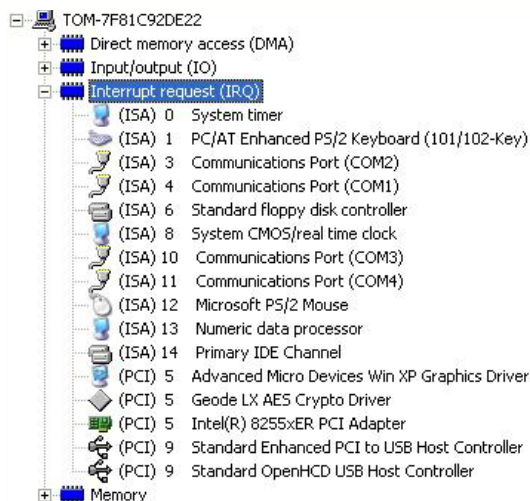 TOM-7F81C92DE22
Direct memory access (DMA)
Input/output (IO)
Interrupt request (IRQ)
(ISA) 0 System timer
(ISA) 1 PC/AT Enhanced PS/2 Keyboard (101/102-Key)
(ISA) 3 Communications Port (COM2)
(ISA) 4 Communications Port (COM1)
(ISA) 6 Standard floppy disk controller
(ISA) 8 System CMOS/real time clock
(ISA) 10 Communications Port (COM3)
(ISA) 11 Communications Port (COM4)
(ISA) 12 Microsoft PS/2 Mouse
(ISA) 13 Numeric data processor
(ISA) 14 Primary IDE Channel
(PCI) 5 Advanced Micro Devices Win XP Graphics Driver
(PCI) 5 Geode LX AES Crypto Driver
(PCI) 5 Intel(R) 8255xER PCI Adapter
(PCI) 9 Standard Enhanced PCI to USB Host Controller
(PCI) 9 Standard OpenHCD USB Host Controller
Memory